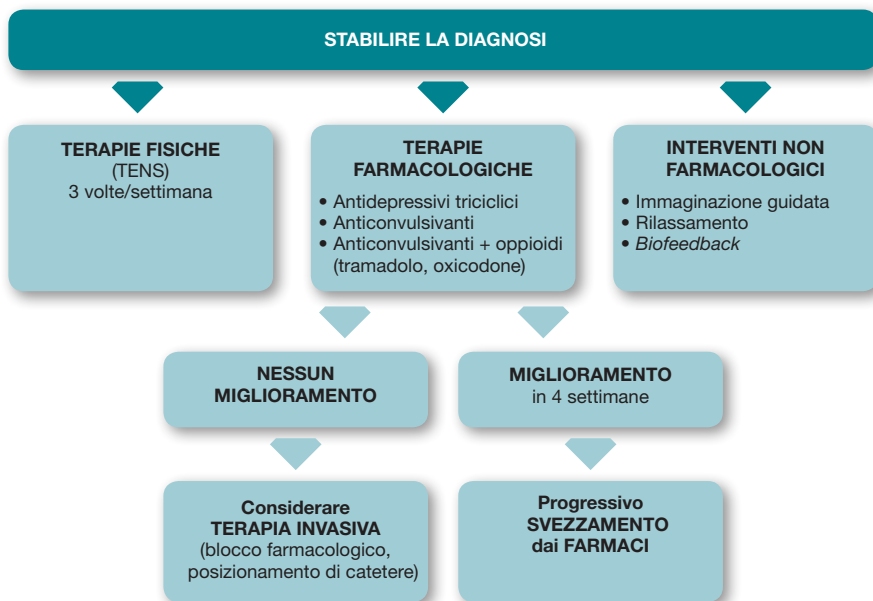 STABILIRE LA DIAGNOSI
TERAPIE FISICHE
(TENS)
3 volte/settimana
TERAPIE
FARMACOLOGICHE
• Antidepressivi triciclici
• Anticonvulsivanti
• Anticonvulsivanti + oppioidi
(tramadolo, oxicodone)
INTERVENTI NON
FARMACOLOGICI
• Immaginazione guidata
• Rilassamento
• Biofeedback
NESSUN
MIGLIORAMENTO
MIGLIORAMENTO
in 4 settimane
Considerare
TERAPIA INVASIVA
(blocco farmacologico,
posizionamento di catetere)
Progressivo
SVEZZAMENTO
dai FARMACI